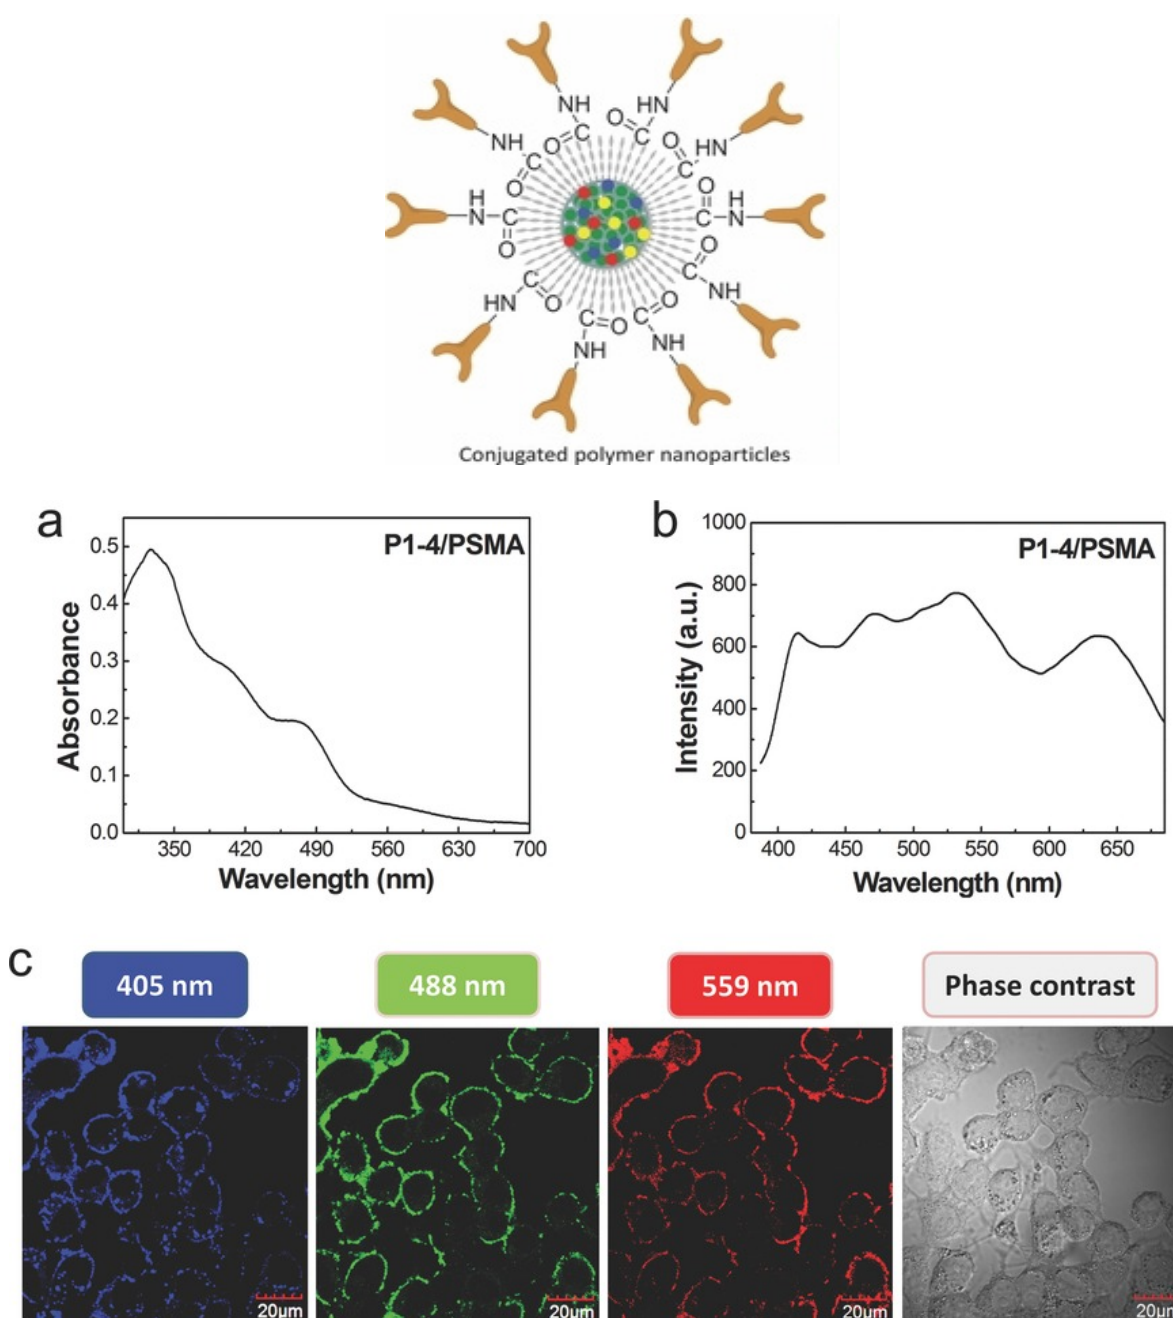 NH
HN
O
C
C
O
NH
C
O
O
C
HN
H
N
C
O
O
C
H
N
HN
C
O
O
C
NH
C
O
NH
O
C
HN
Conjugated polymer nanoparticles
a
P1-4/PSMA
0.5
0.4
0.3
0.2
0.1
0.0
Absorbance
350 420 490 560 630 700
Wavelength (nm)
b
P1-4/PSMA
1000
800
600
400
200
0
Intensity (a.u.)
400 450 500 550 600 650
Wavelength (nm)
c
405 nm 488 nm 559 nm Phase contrast
20μm 20μm 20μm 20μm